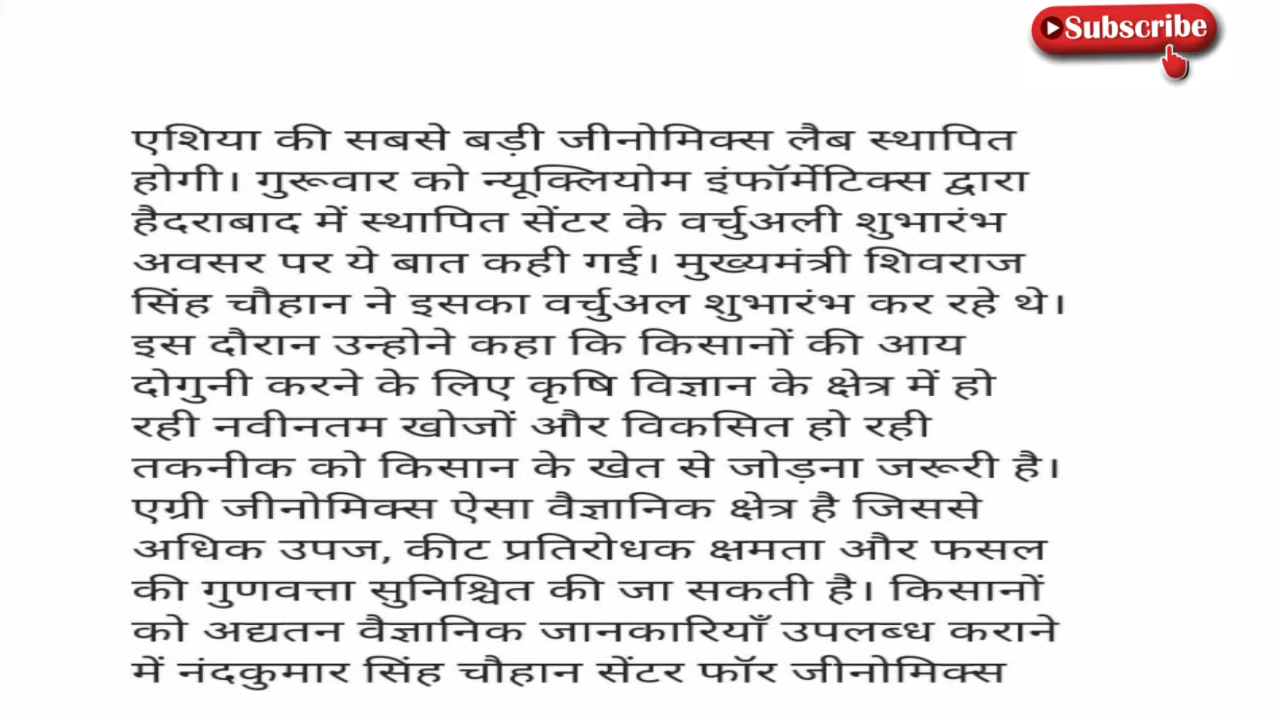 Subscribe
एशिया की सबसे बड़ी जीनोमिक्स लैब स्थापित
होगी। गुरूवार को न्यूक्लियोम इंफॉर्मेटिक्स द्वारा
हैदराबाद में स्थापित सेंटर के वर्चुअली शुभारंभ
अवसर पर ये बात कही गई। मुख्यमंत्री शिवराज
सिंह चौहान ने इसका वर्चुअल शुभारंभ कर रहे थे।
इस दौरान उन्होने कहा कि किसानों की आय
दोगुनी करने के लिए कृषि विज्ञान के क्षेत्र में हो
रही नवीनतम खोजों और विकसित हो रही
तकनीक को किसान के खेत से जोड़ना जरूरी है।
एग्री जीनोमिक्स ऐसा वैज्ञानिक क्षेत्र है जिससे
अधिक उपज, कीट प्रतिरोधक क्षमता और फसल
की गुणवत्ता सुनिश्चित की जा सकती है। किसानों
को अद्यतन वैज्ञानिक जानकारियाँ उपलब्ध कराने
में नंदकुमार सिंह चौहान सेंटर फॉर जीनोमिक्स